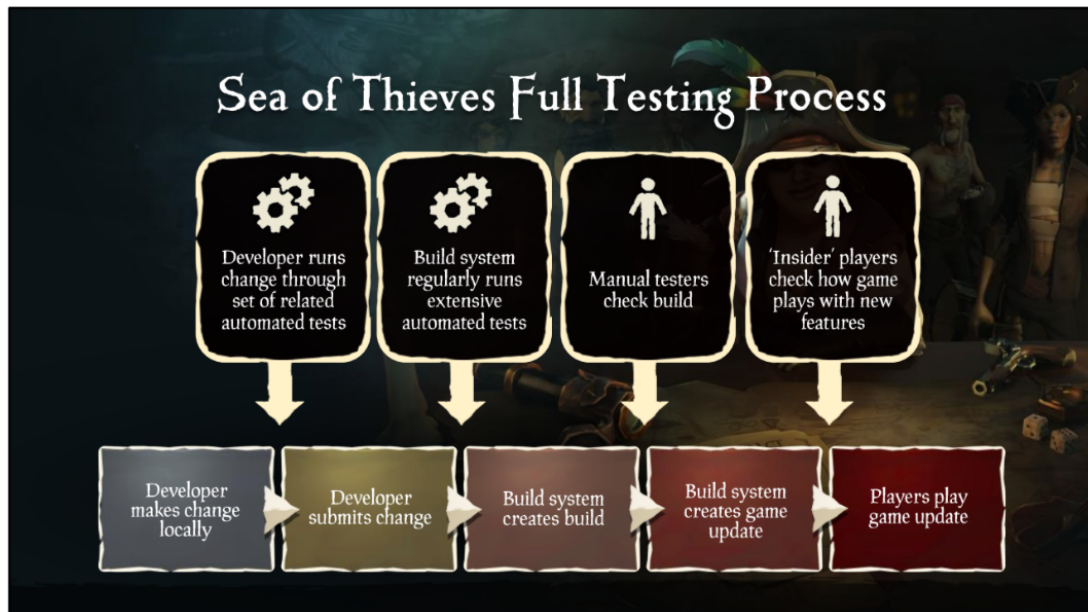 Sea of Thieves Full Testing Process
Developer runs
change through
set of related
automated tests
Build system
regularly runs
extensive
automated tests
Manual testers
check build
'Insider' players
check how game
plays with new
features
Developer
makes change
locally
Developer
submits change
Build system
creates build
Build system
creates game
update
Players play
game update